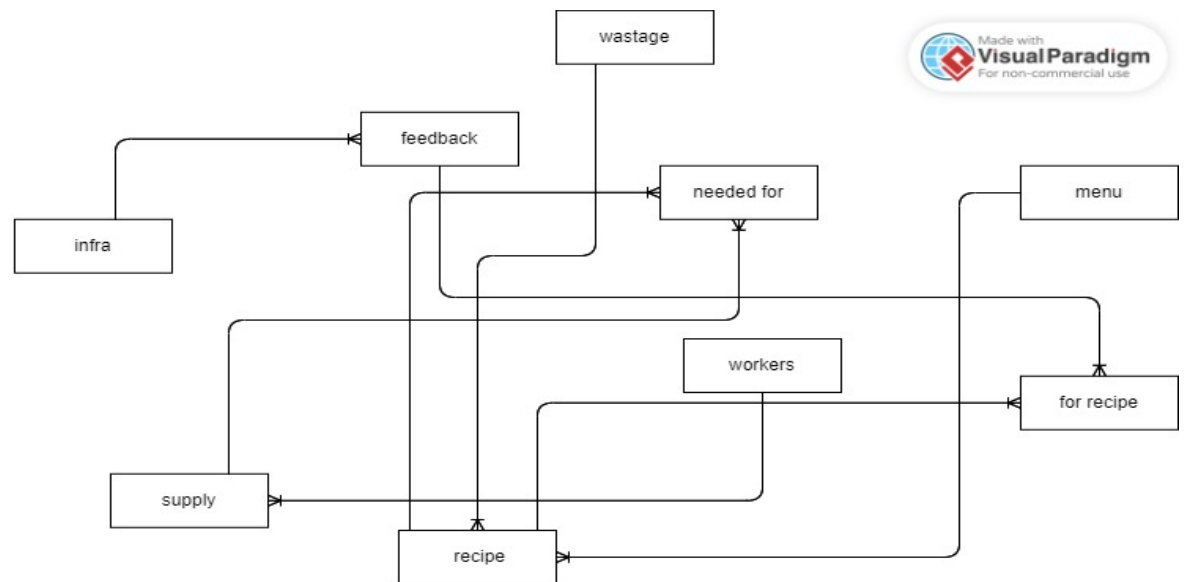 wastage
Made with
Visual Paradigm
For non-commercial use
feedback
needed for
menu
infra
workers
for recipe
supply
recipe